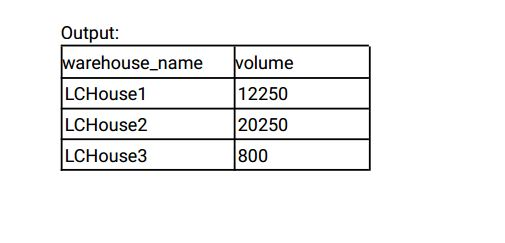 Output:
warehouse_name volume
LCHouse1 12250
LCHouse2 20250
LCHouse3 800